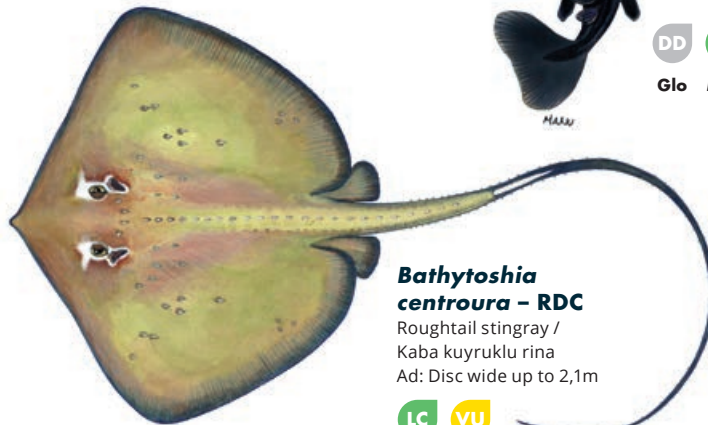 DD
Glo
Bathytoshia
centroura – RDC
Roughtail stingray /
Kaba kuyruklu rina
Ad: Disc wide up to 2,1m
LC VU